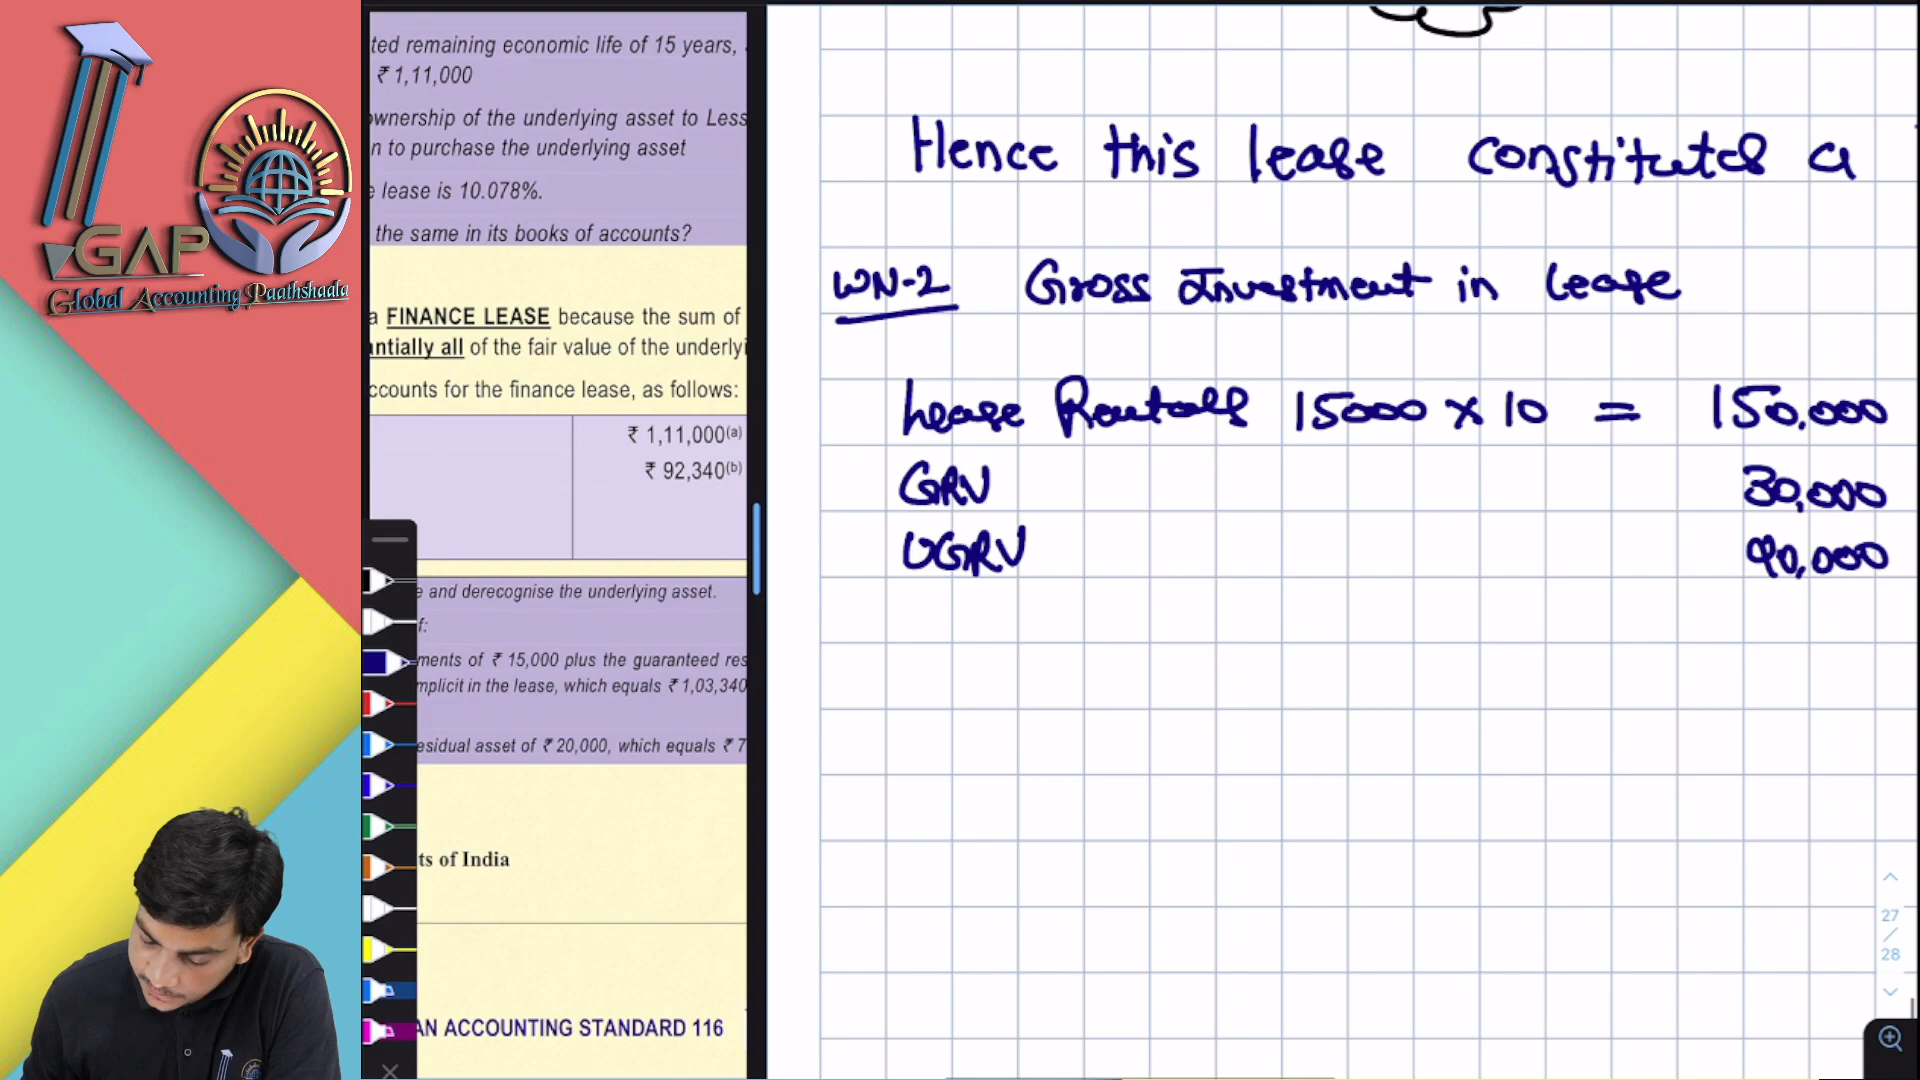 GAP
Global Accounting Paathshaala
ted remaining economic life of 15 years,
₹ 1,11,000
ownership of the underlying asset to Less
n to purchase the underlying asset
e lease is 10.078%.
the same in its books of accounts?
a FINANCE LEASE because the sum of
antially all of the fair value of the underlyi
ccounts for the finance lease, as follows:
₹ 1,11,000(a)
₹ 92,340(b)
e and derecognise the underlying asset.
f:
ments of ₹ 15,000 plus the guaranteed res
mplicit in the lease, which equals ₹ 1,03,340
esidual asset of ₹ 20,000, which equals ₹ 7
ts of India
AN ACCOUNTING STANDARD 116
Hence this lease constitutes a
WN-2 Gross Investment in lease
Lease Rentals 15000 x 10 = 150,000
GRV 30,000
UGRV 90,000
27
/
28